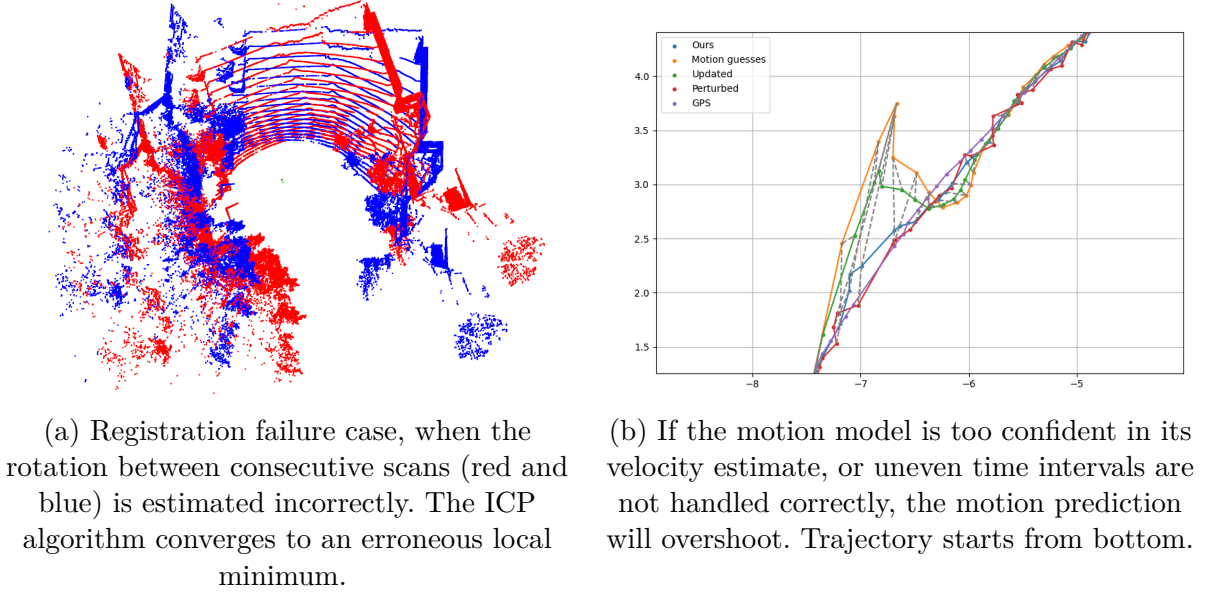 Ours
Motion guesses
Updated
Perturbed
GPS
4.0
3.5
3.0
2.5
2.0
1.5
−8
−7
−6
−5
(a) Registration failure case, when the
rotation between consecutive scans (red and
blue) is estimated incorrectly. The ICP
algorithm converges to an erroneous local
minimum.
(b) If the motion model is too confident in its
velocity estimate, or uneven time intervals are
not handled correctly, the motion prediction
will overshoot. Trajectory starts from bottom.